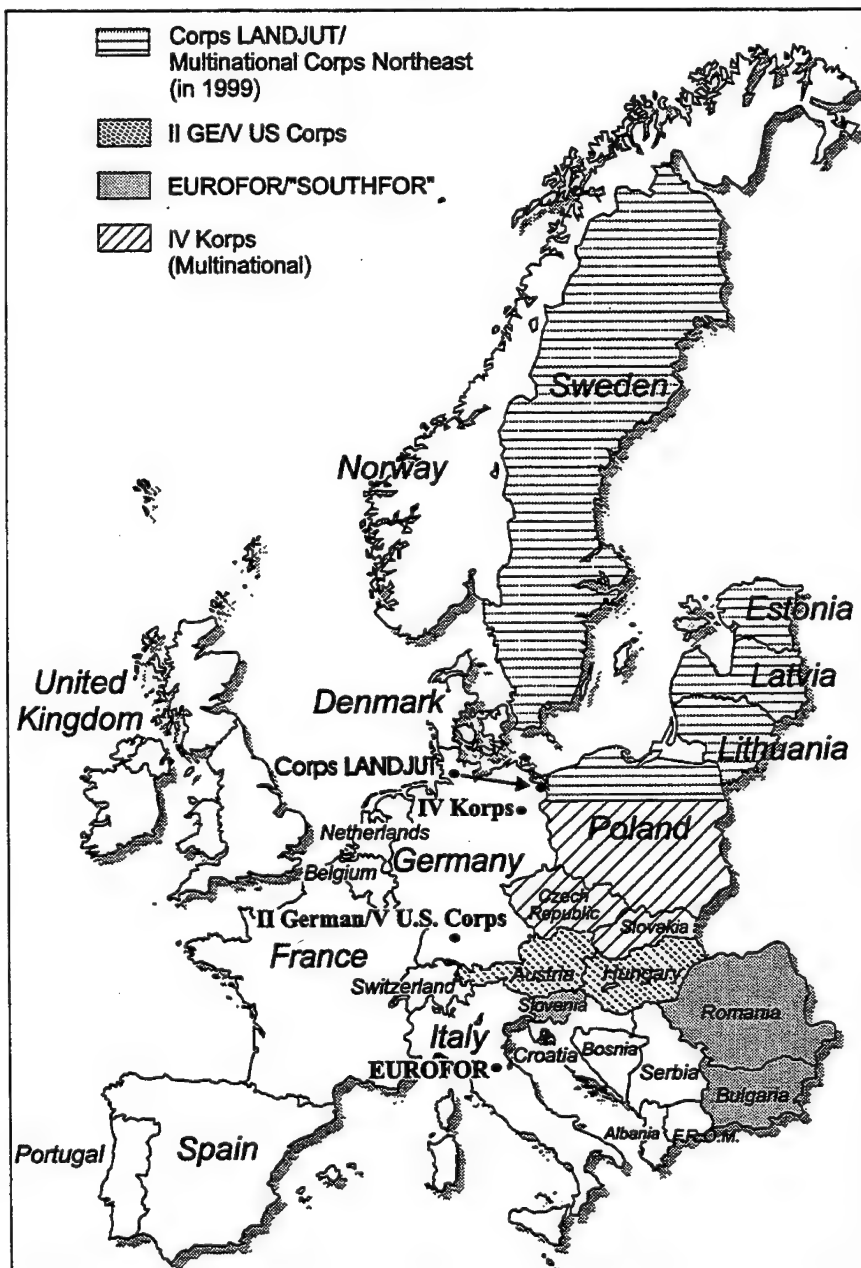 Corps LANDJUT/
Multinational Corps Northeast
(in 1999)
II GE/V US Corps
EUROFOR/"SOUTHFOR"
IV Korps
(Multinational)
Sweden
Norway
Estonia
United
Kingdom
Denmark
Latvia
Lithuania
Corps LANDJUT
IV Korps
Poland
Netherlands
Germany
Belgium
Czech
Republic
II German/V U.S. Corps
Slovakia
France
Austria
Hungary
Switzerland
Slovenia
Romania
Italy
Croatia
Bosnia
EUROFOR
Serbia
Bulgaria
Portugal
Spain
Albania
F.R.O.M.